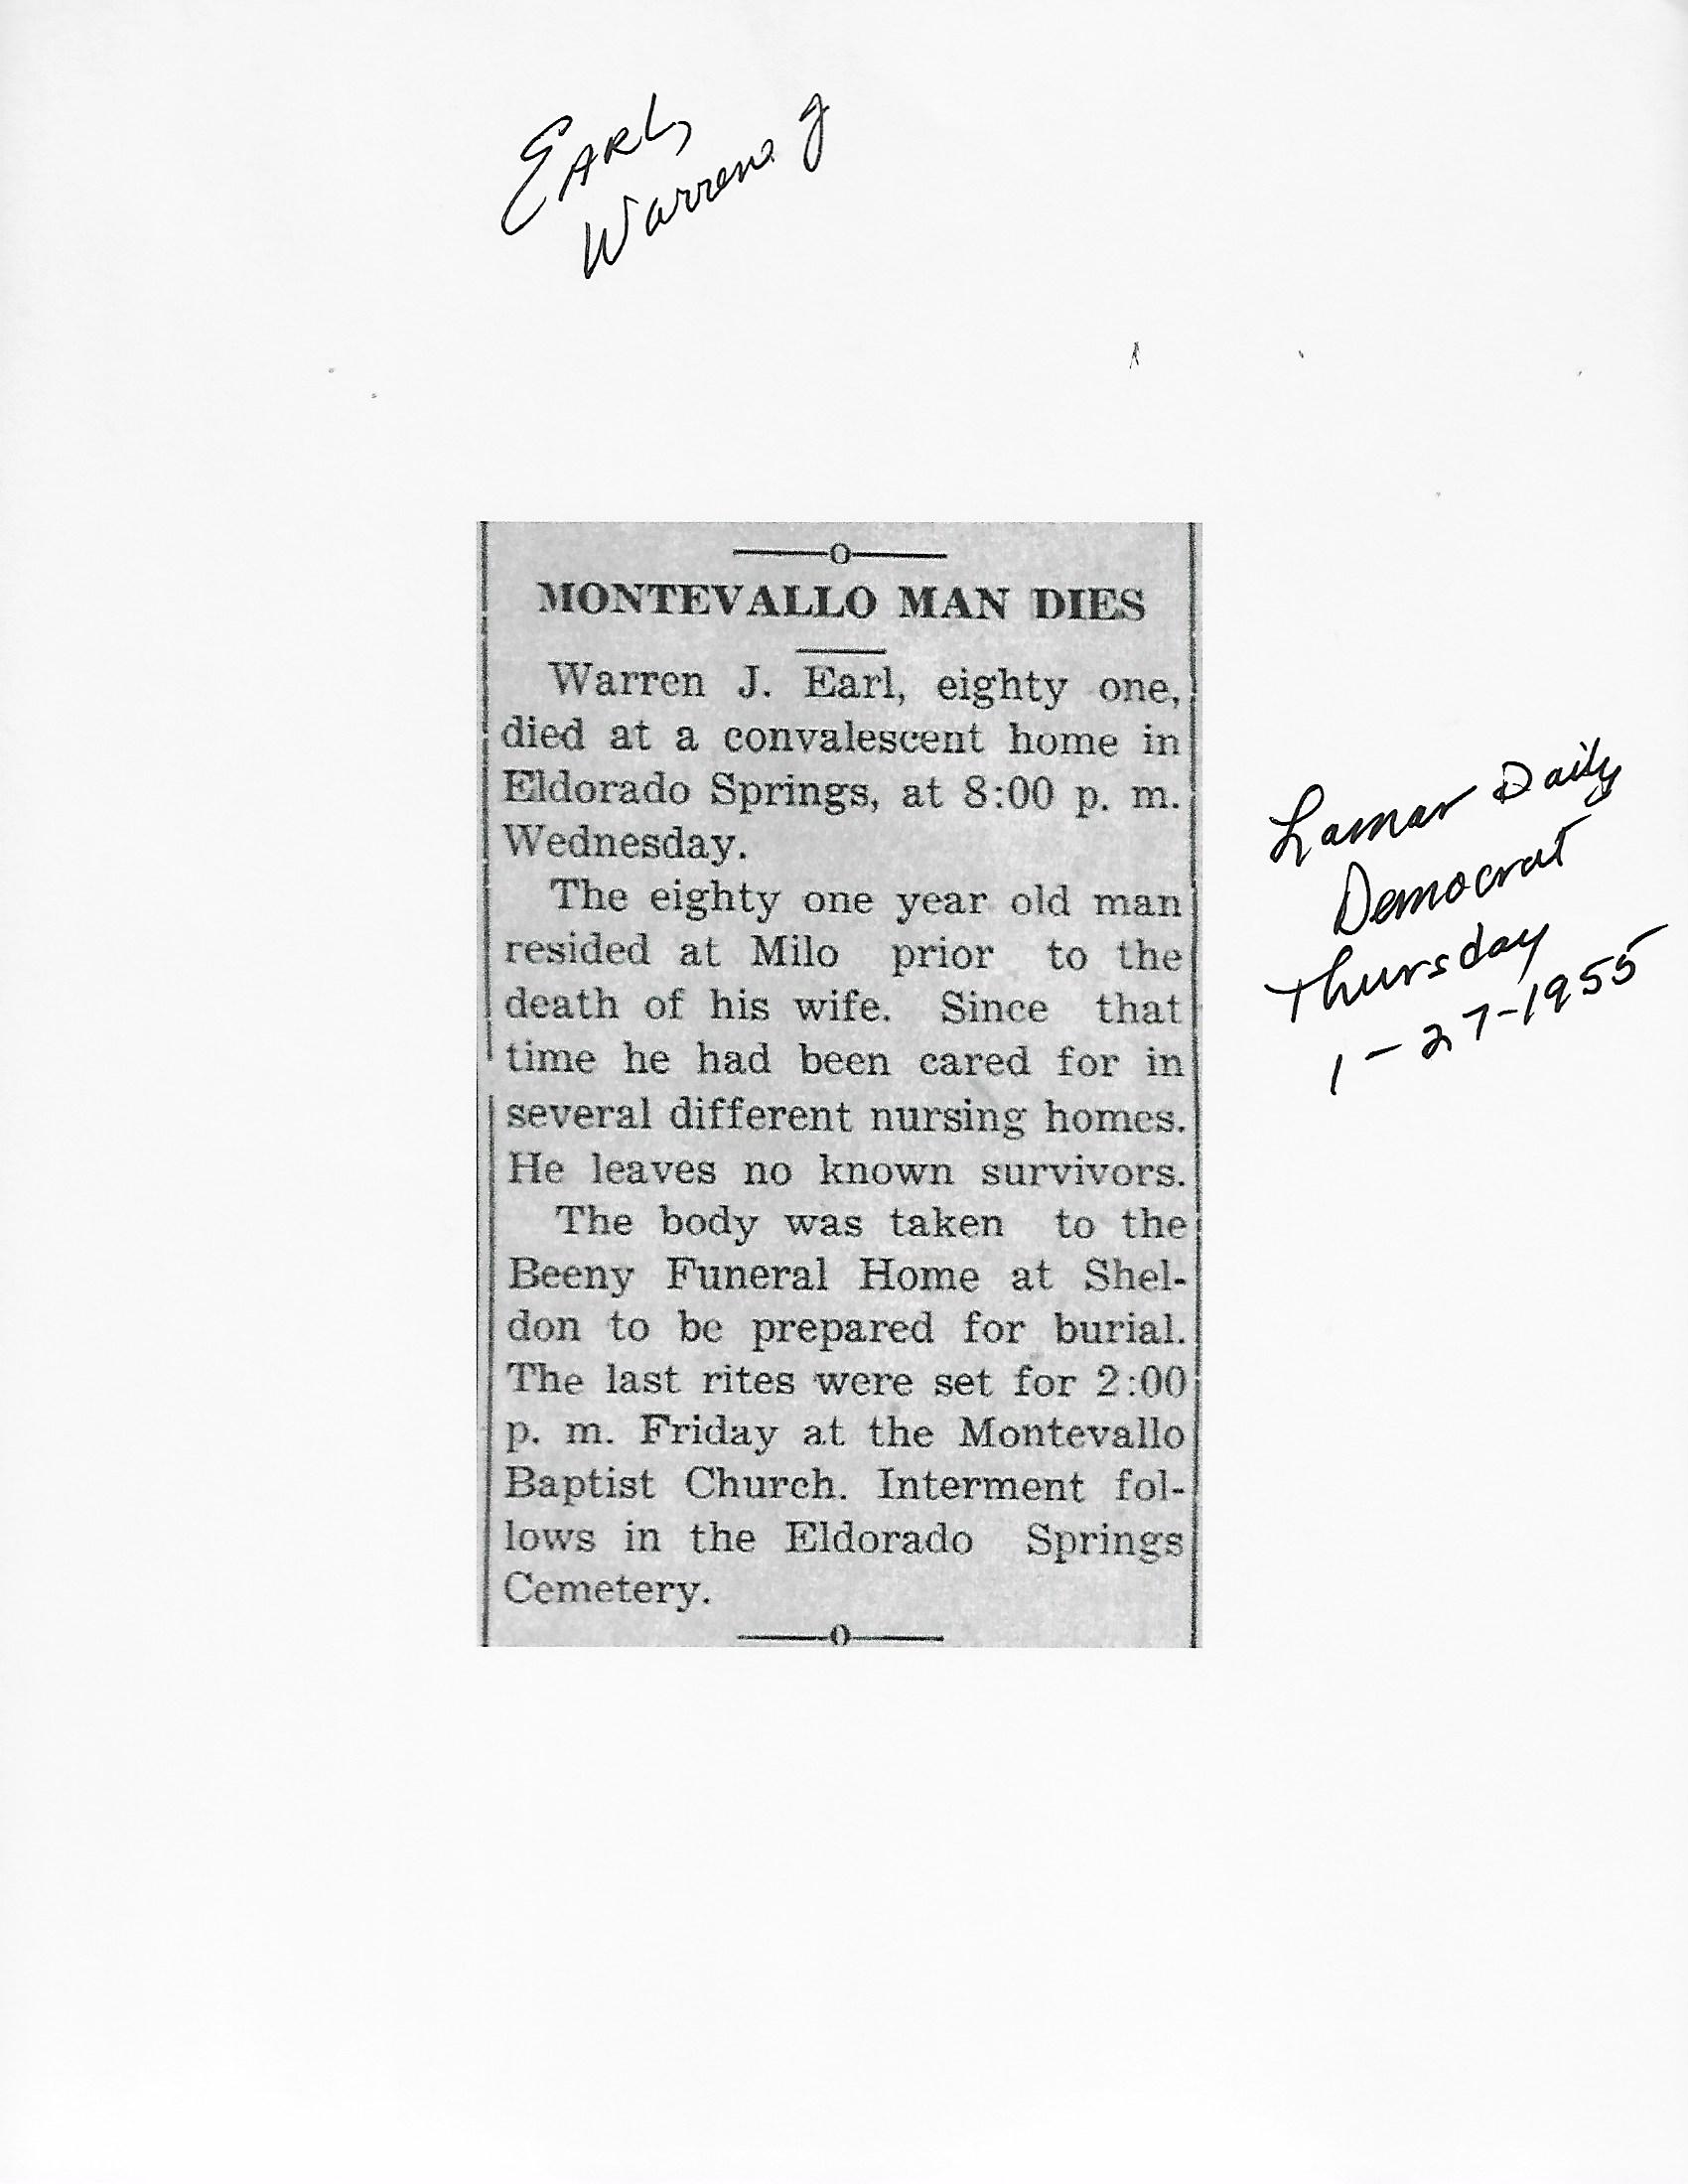 EARL,
Warren J
MONTEVALLO MAN DIES
Warren J. Earl, eighty one,
died at a convalescent home in
Eldorado Springs, at 8:00 p. m.
Wednesday.
The eighty one year old man
resided at Milo prior to the
death of his wife. Since that
time he had been cared for in
several different nursing homes.
He leaves no known survivors.
The body was taken to the
Beeny Funeral Home at Shel-
don to be prepared for burial.
The last rites were set for 2:00
p. m. Friday at the Montevallo
Baptist Church. Interment fol-
lows in the Eldorado Springs
Cemetery.
Lamar Daily
Democrat
Thursday
1-27-1955